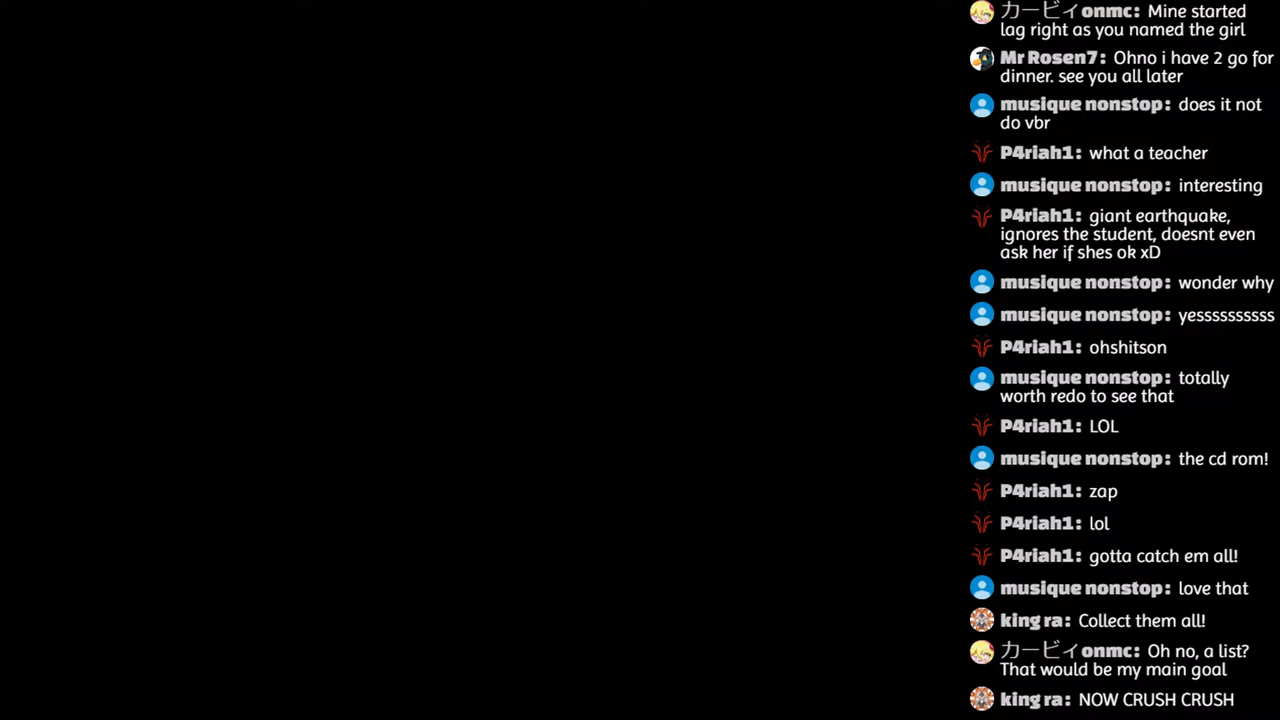 カービィonmc: Mine started
lag right as you named the girl
Mr Rosen7: Ohno i have 2 go for
dinner. see you all later
musique nonstop: does it not
do vbr
P4riah1: what a teacher
musique nonstop: interesting
P4riah1: giant earthquake,
ignores the student, doesnt even
ask her if shes ok xD
musique nonstop: wonder why
musique nonstop: yesssssssssss
P4riah1: ohshitson
musique nonstop: totally
worth redo to see that
P4riah1: LOL
musique nonstop: the cd rom!
P4riah1: zap
P4riah1: lol
P4riah1: gotta catch em all!
musique nonstop: love that
king ra: Collect them all!
カービィonmc: Oh no, a list?
That would be my main goal
king ra: NOW CRUSH CRUSH